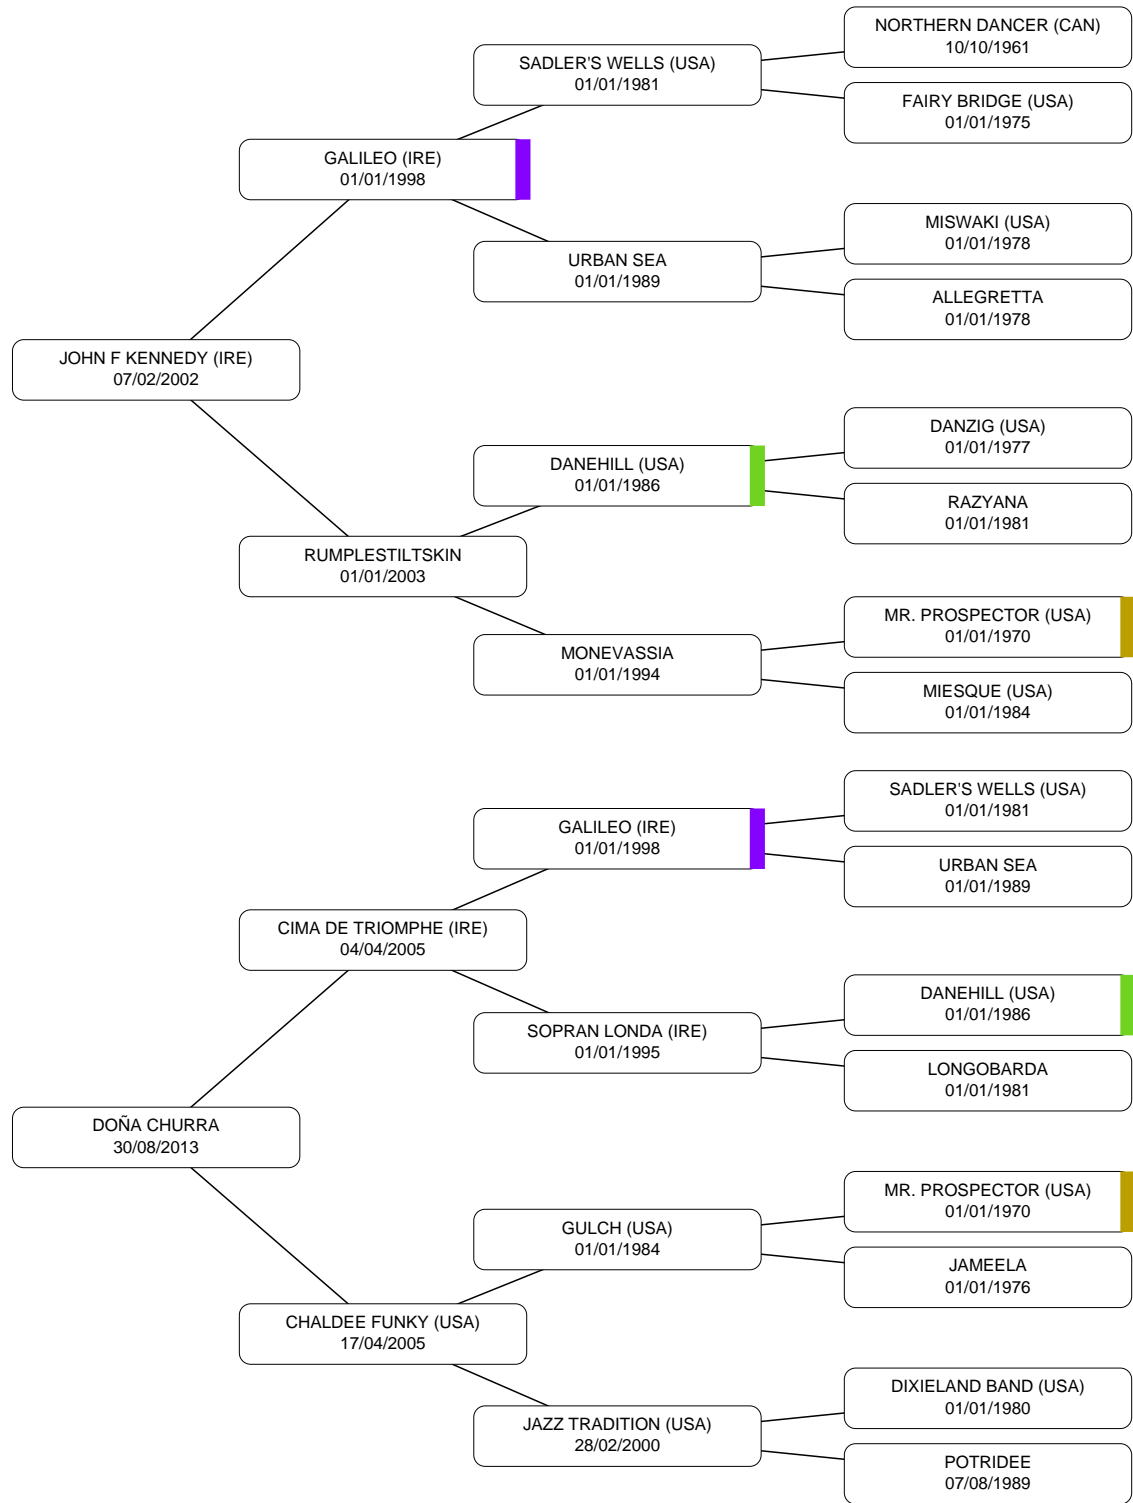 NORTHERN DANCER (CAN)
10/10/1961
SADLER'S WELLS (USA)
01/01/1981
FAIRY BRIDGE (USA)
01/01/1975
GALILEO (IRE)
01/01/1998
MISWAKI (USA)
01/01/1978
URBAN SEA
01/01/1989
ALLEGRETTA
01/01/1978
JOHN F KENNEDY (IRE)
07/02/2002
DANZIG (USA)
01/01/1977
DANEHILL (USA)
01/01/1986
RAZYANA
01/01/1981
RUMPLESTILTSKIN
01/01/2003
MR. PROSPECTOR (USA)
01/01/1970
MONEVASSIA
01/01/1994
MIESQUE (USA)
01/01/1984
SADLER'S WELLS (USA)
01/01/1981
GALILEO (IRE)
01/01/1998
URBAN SEA
01/01/1989
CIMA DE TRIOMPHE (IRE)
04/04/2005
DANEHILL (USA)
01/01/1986
SOPRAN LONDA (IRE)
01/01/1995
LONGOBARDA
01/01/1981
DOÑA CHURRA
30/08/2013
MR. PROSPECTOR (USA)
01/01/1970
GULCH (USA)
01/01/1984
JAMEELA
01/01/1976
CHALDEE FUNKY (USA)
17/04/2005
DIXIELAND BAND (USA)
01/01/1980
JAZZ TRADITION (USA)
28/02/2000
POTRIDEE
07/08/1989